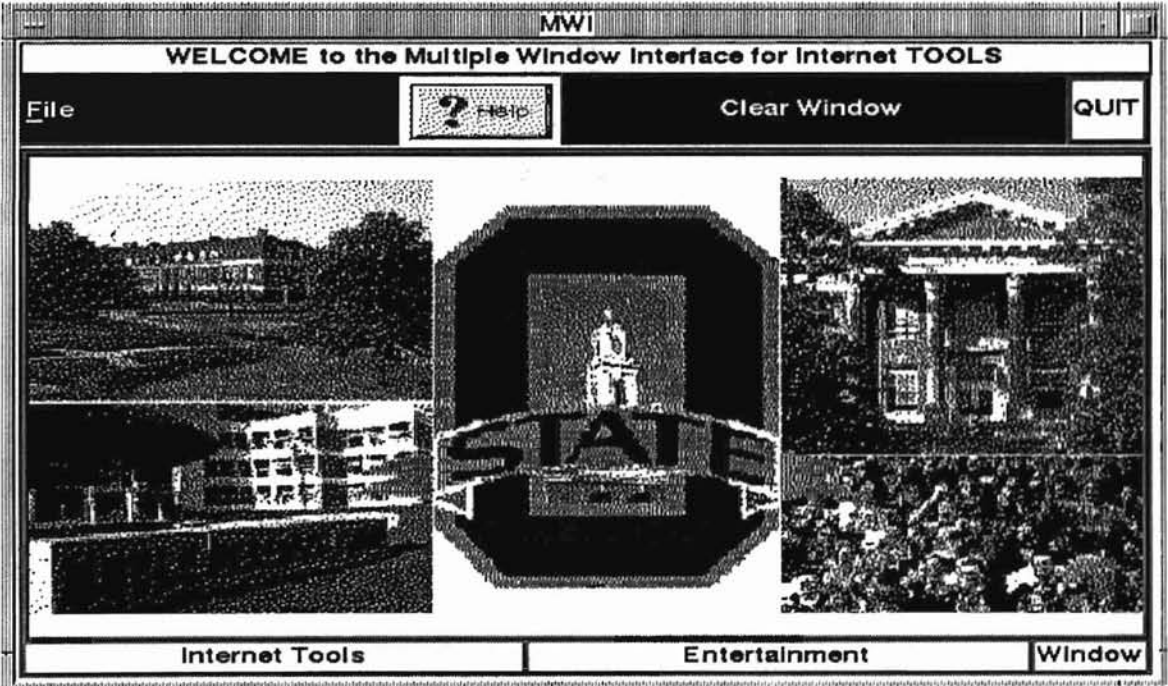 MWI
WELCOME to the Multiple Window Interface for Internet TOOLS
File
? Help
Clear Window
QUIT
STATE
Internet Tools
Entertainment
Window